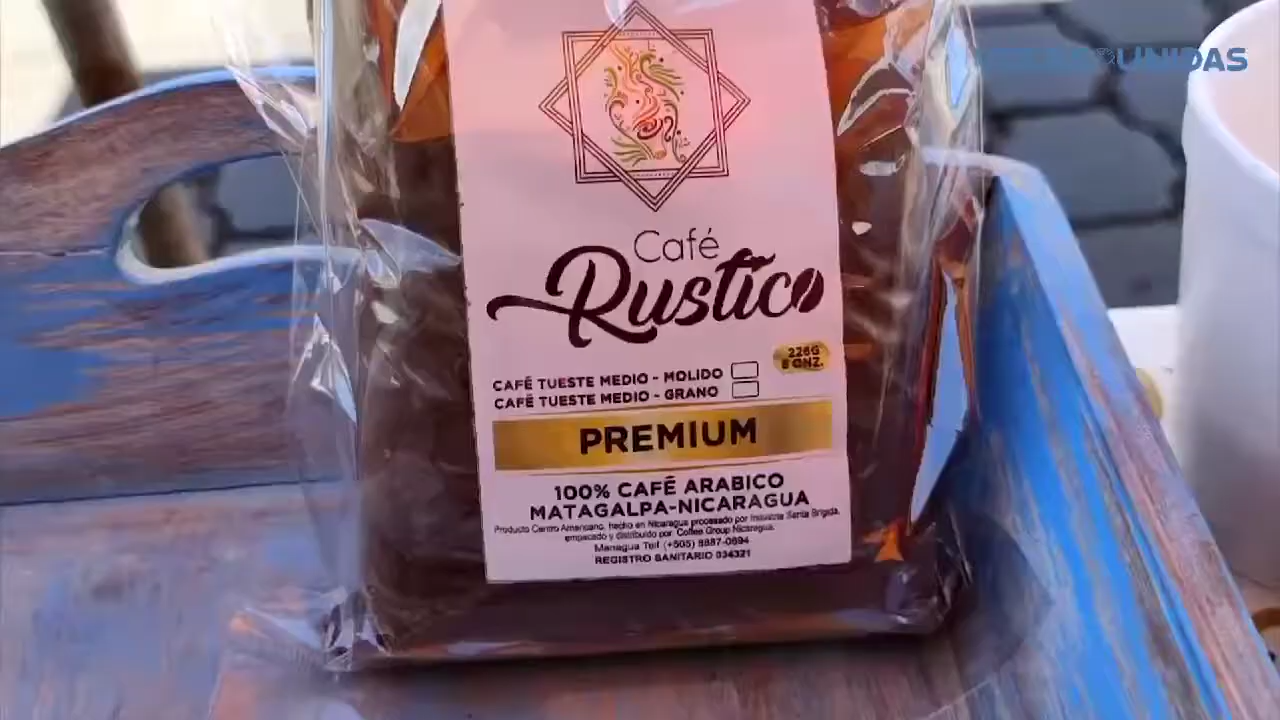 UNIDAS
Café
Rustico
226G
8 ONZ.
CAFÉ TUESTE MEDIO - MOLIDO
CAFÉ TUESTE MEDIO - GRANO
PREMIUM
100% CAFÉ ARABICO
MATAGALPA-NICARAGUA
Producto Centro Americano, hecho en Nicaragua procesado por Industria Santa Brigida,
empacado y distribuido por: Coffee Group Nicaragua.
Managua Telf (+505) 8887-0694
REGISTRO SANITARIO 034321